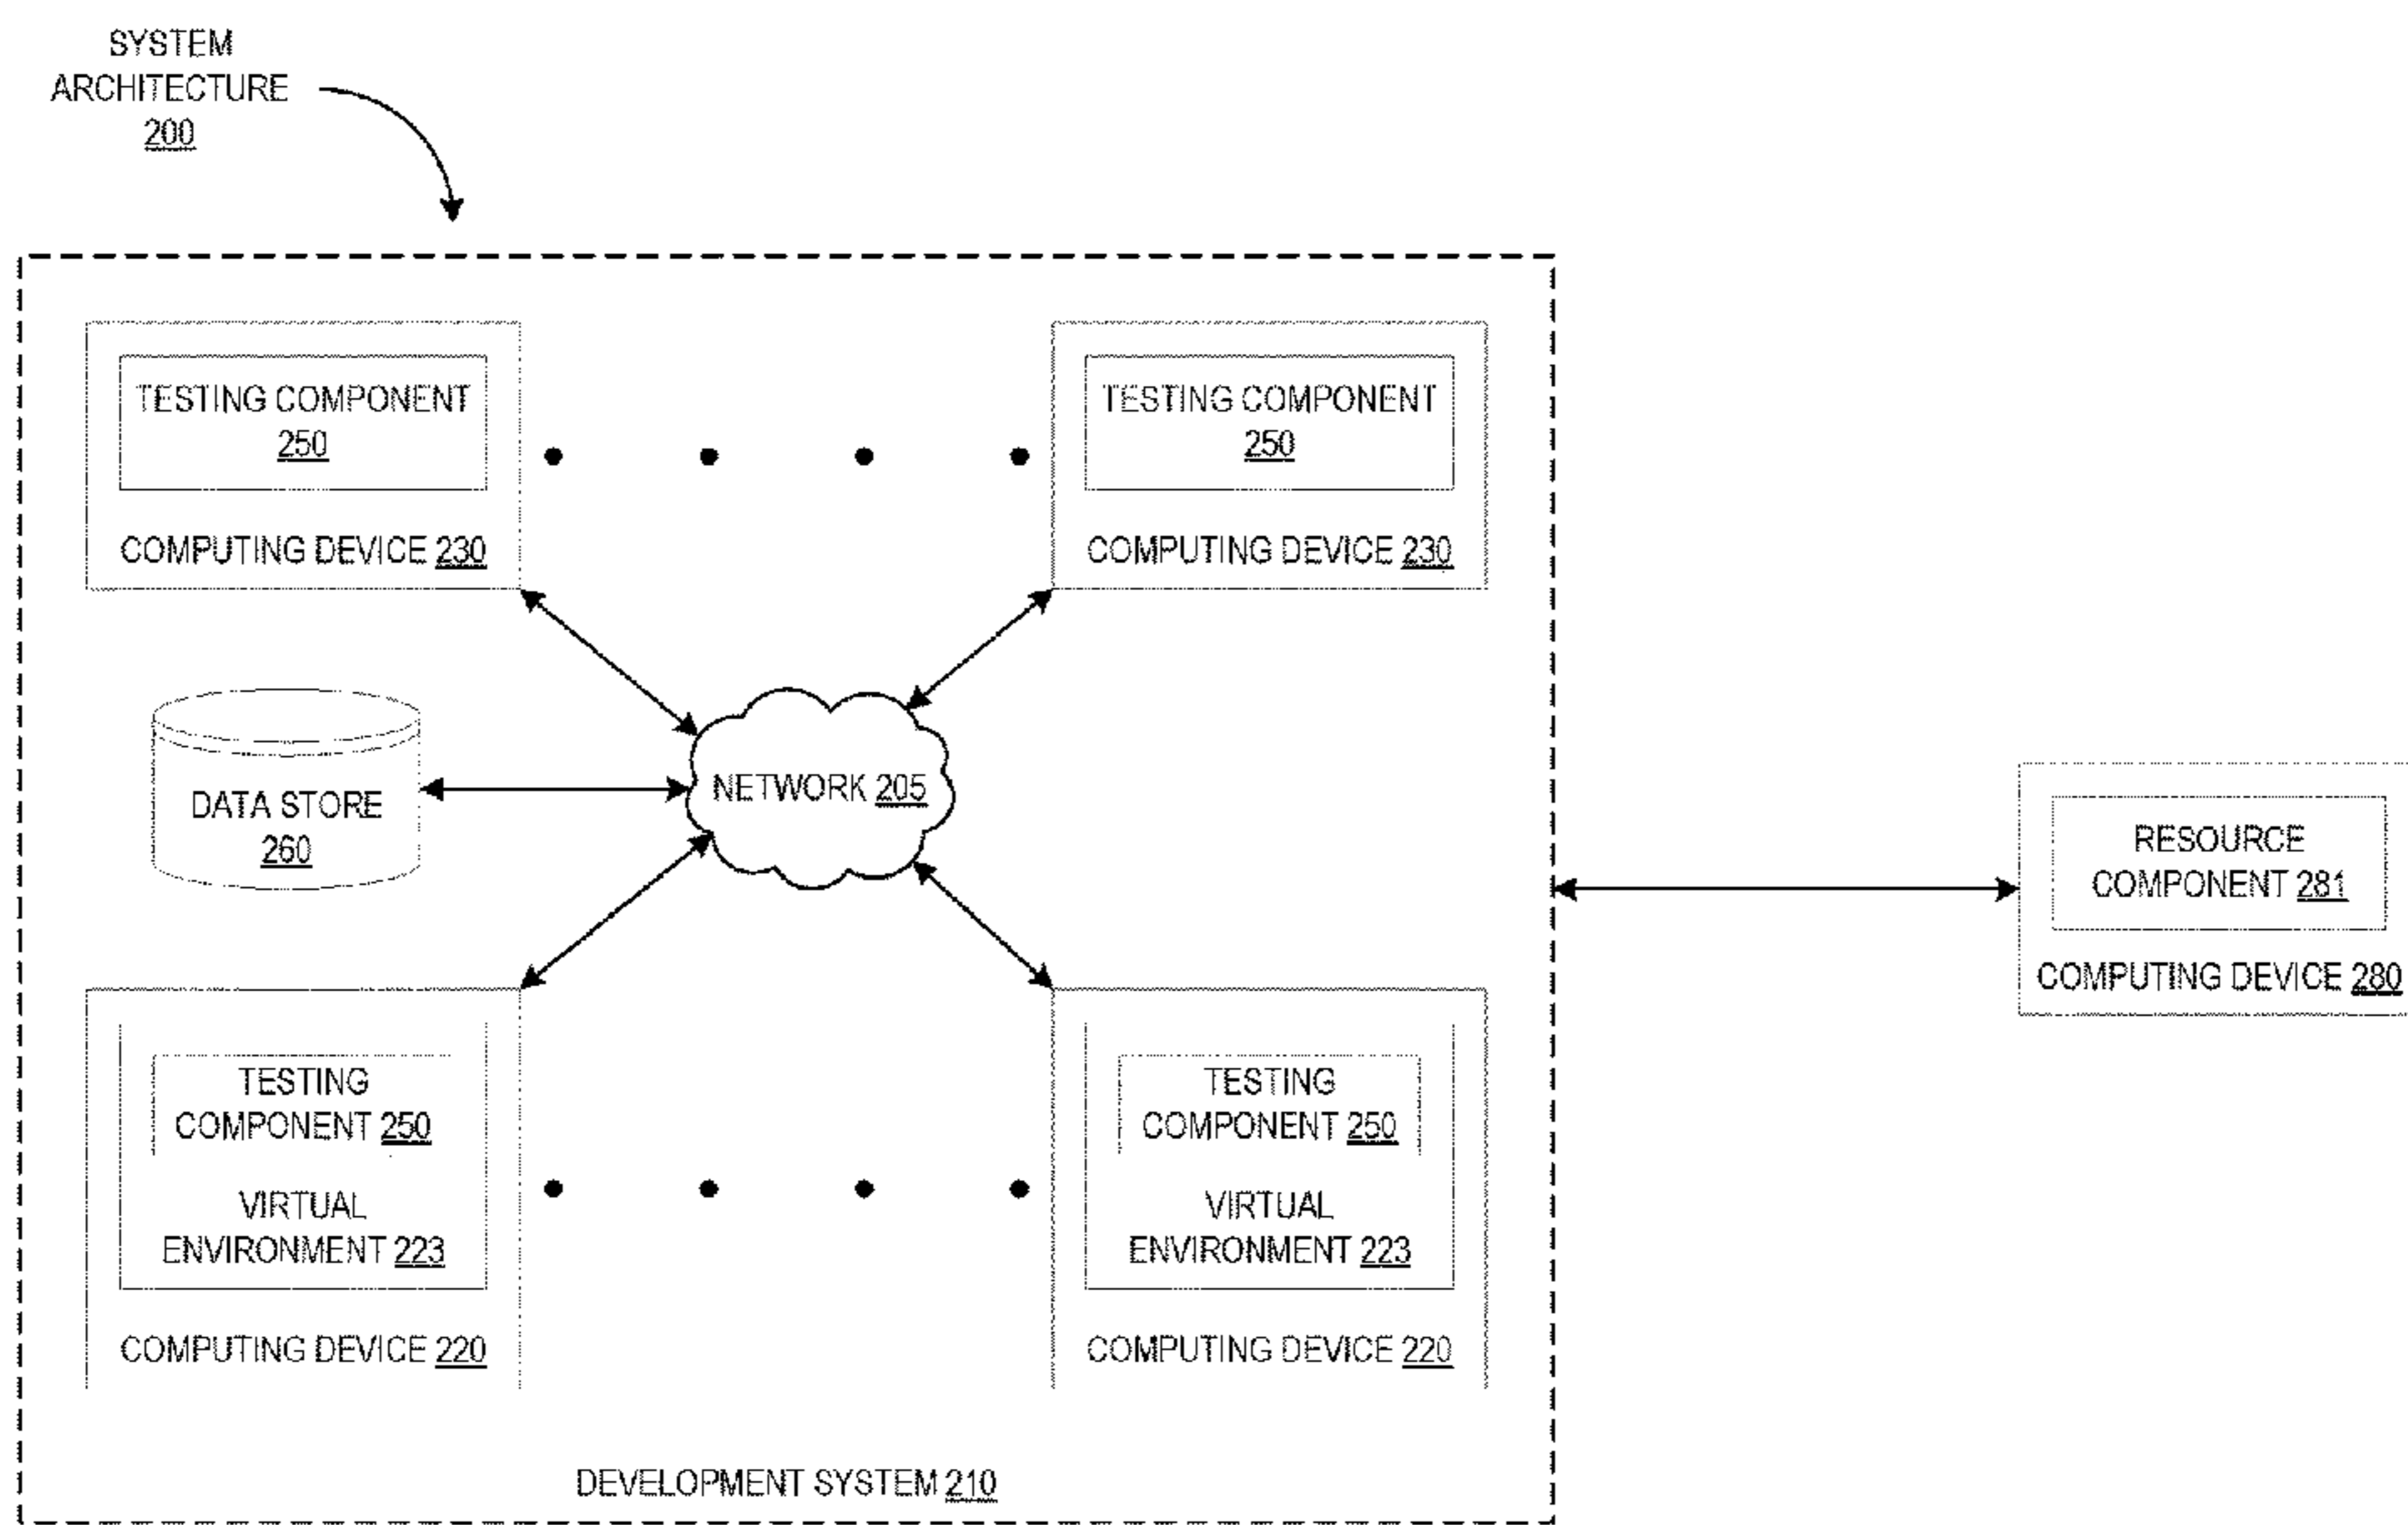 SYSTEM
ARCHITECTURE
200
TESTING COMPONENT
250
COMPUTING DEVICE 230
TESTING COMPONENT
250
COMPUTING DEVICE 230
DATA STORE
260
NETWORK 205
RESOURCE
COMPONENT 281
COMPUTING DEVICE 280
TESTING
COMPONENT 250
VIRTUAL
ENVIRONMENT 223
COMPUTING DEVICE 220
TESTING
COMPONENT 250
VIRTUAL
ENVIRONMENT 223
COMPUTING DEVICE 220
DEVELOPMENT SYSTEM 210